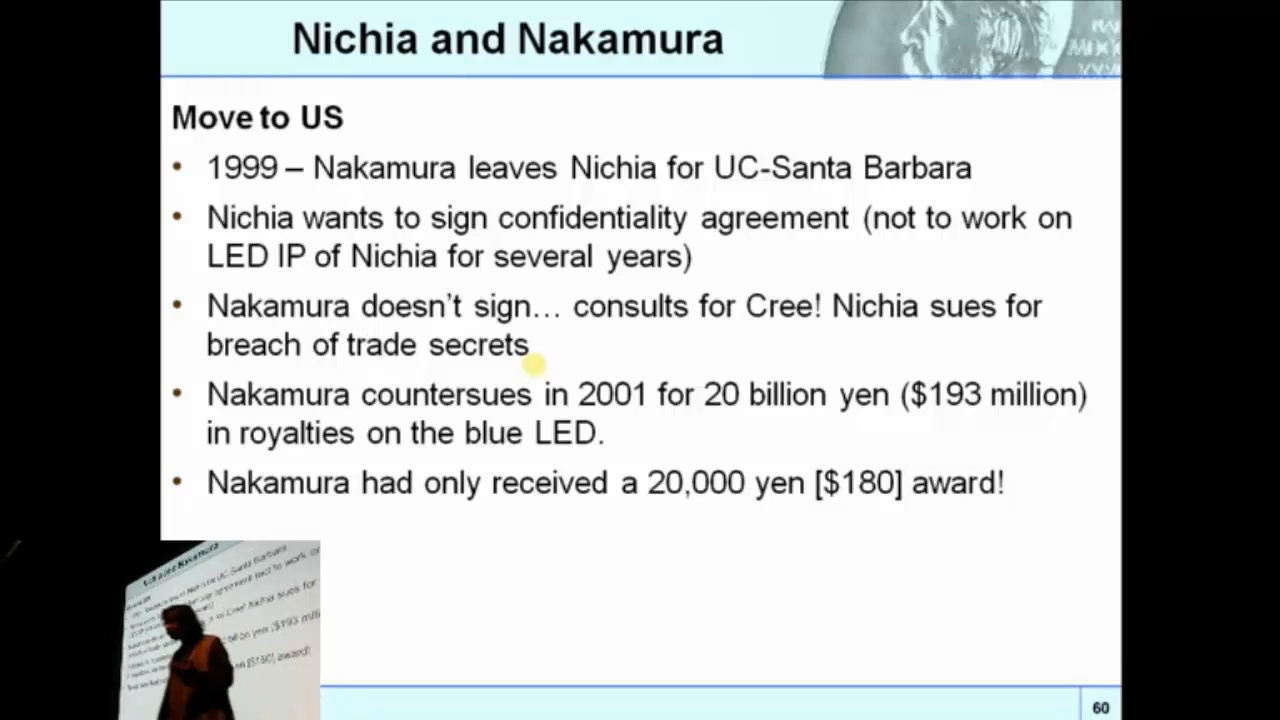 Nichia and Nakamura
Move to US
• 1999 – Nakamura leaves Nichia for UC-Santa Barbara
• Nichia wants to sign confidentiality agreement (not to work on
LED IP of Nichia for several years)
• Nakamura doesn't sign… consults for Cree! Nichia sues for
breach of trade secrets
• Nakamura countersues in 2001 for 20 billion yen ($193 million)
in royalties on the blue LED.
• Nakamura had only received a 20,000 yen [$180] award!
60